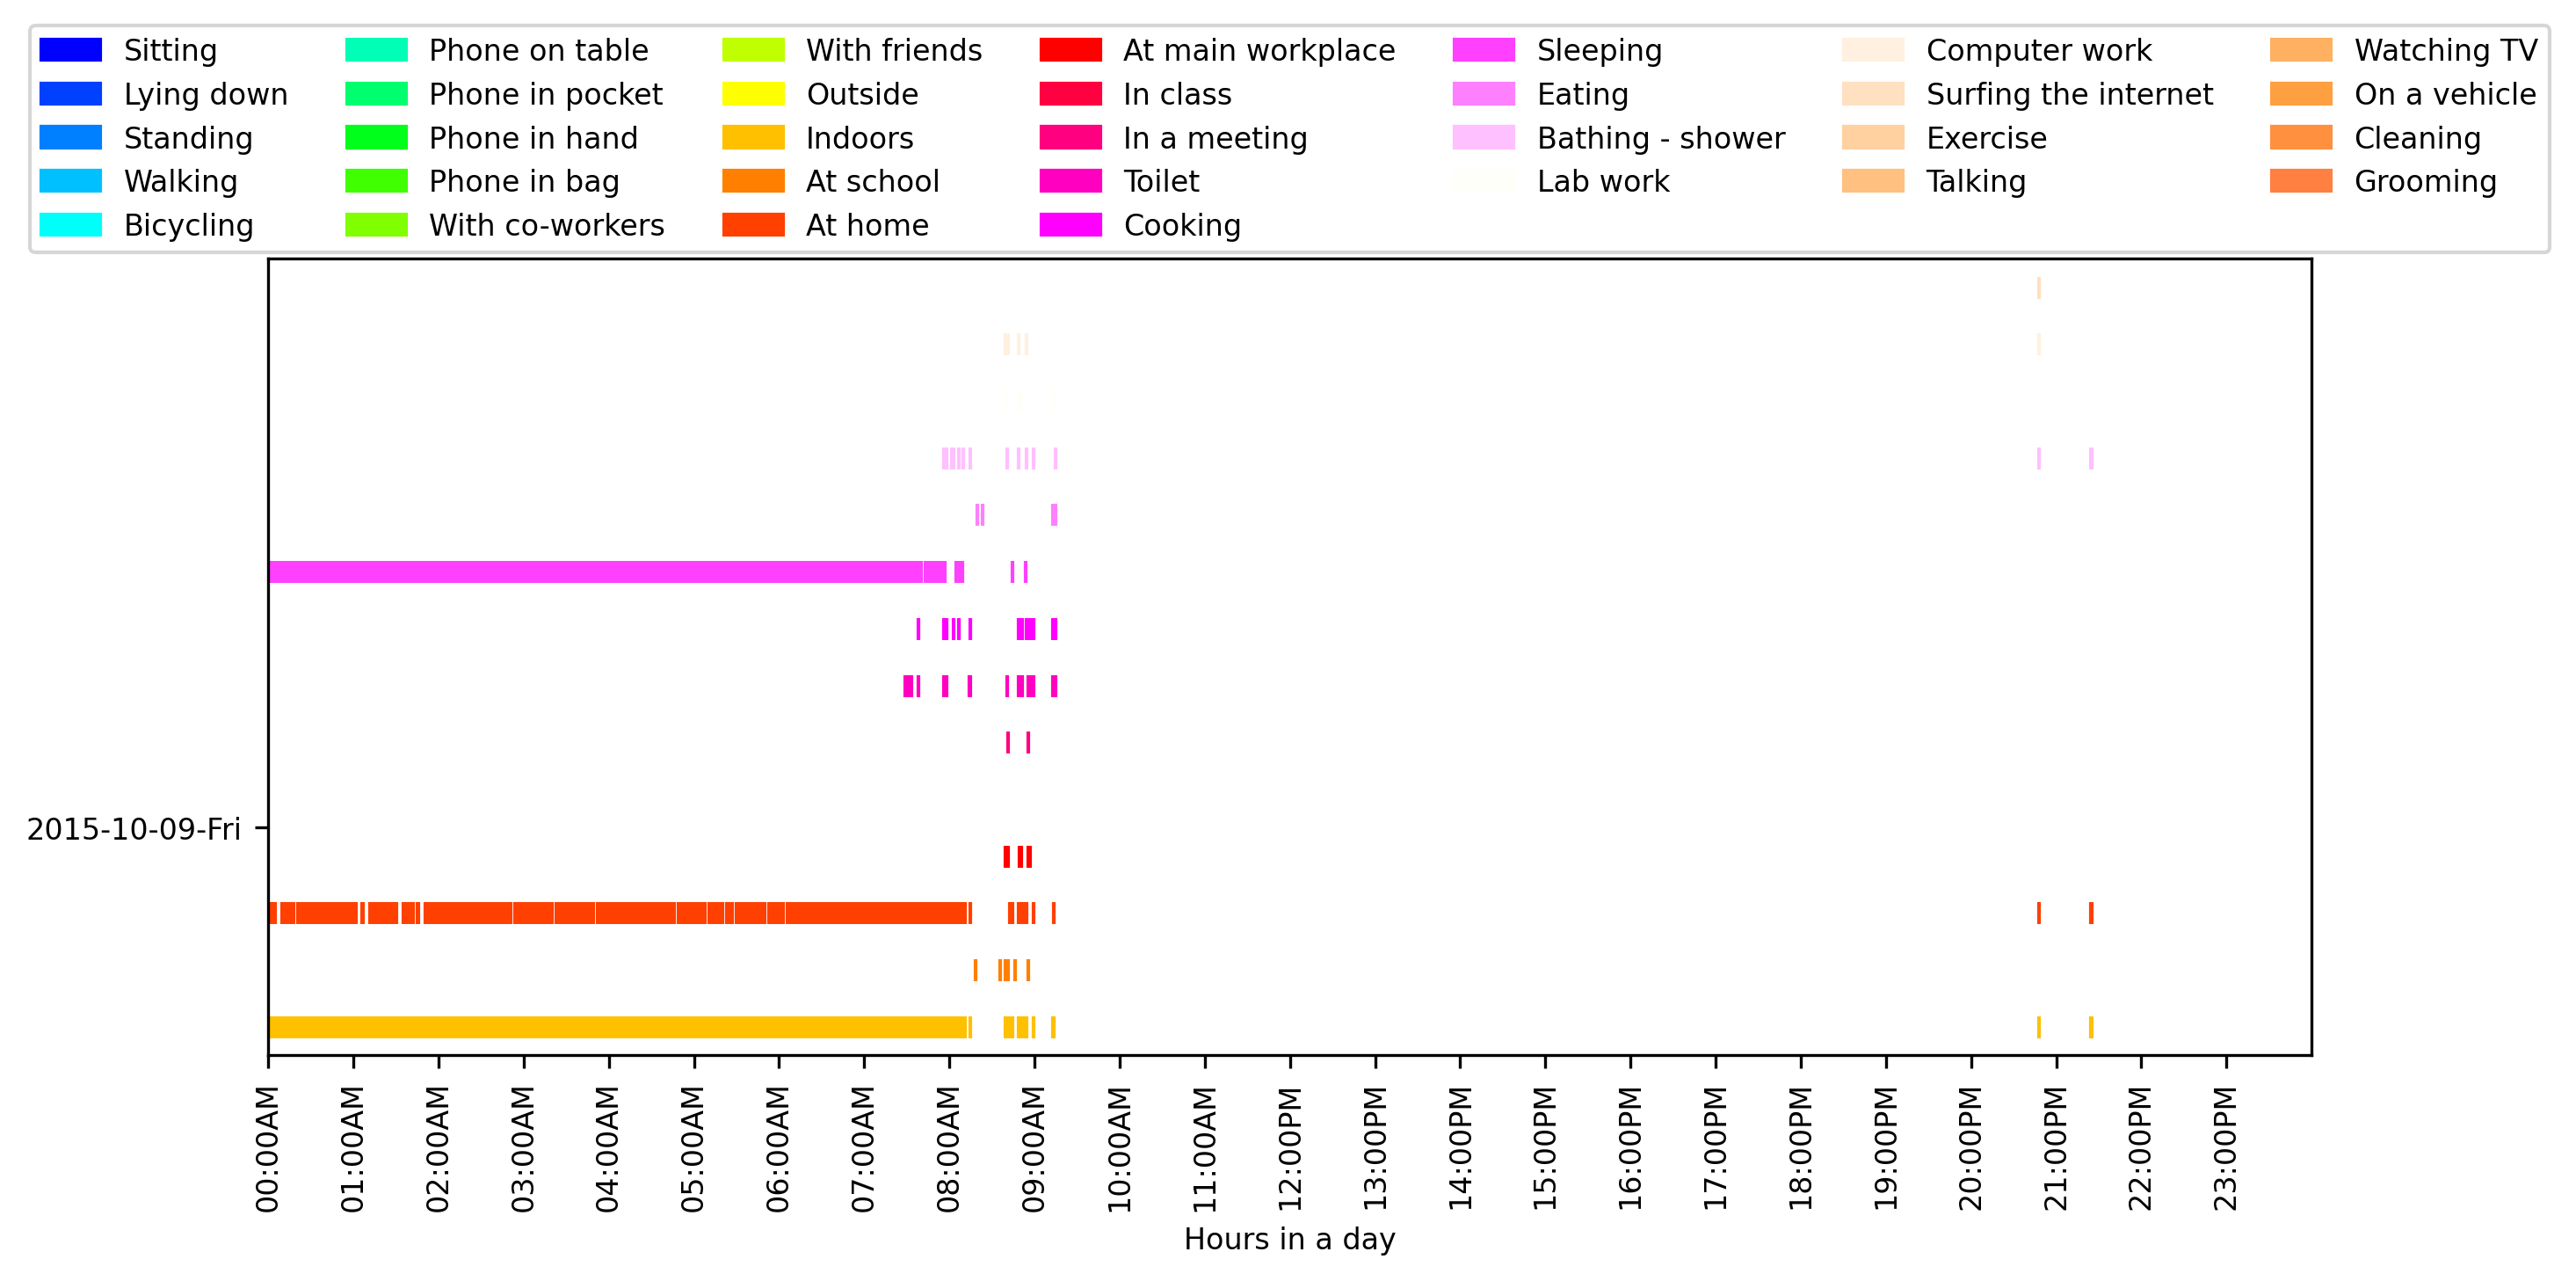 Sitting
Lying down
Standing
Walking
Bicycling
Phone on table
Phone in pocket
Phone in hand
Phone in bag
With co-workers
With friends
Outside
Indoors
At school
At home
At main workplace
In class
In a meeting
Toilet
Cooking
Sleeping
Eating
Bathing - shower
Lab work
Computer work
Surfing the internet
Exercise
Talking
Watching TV
On a vehicle
Cleaning
Grooming
2015-10-09-Fri
00:00AM
01:00AM
02:00AM
03:00AM
04:00AM
05:00AM
06:00AM
07:00AM
08:00AM
09:00AM
10:00AM
11:00AM
12:00PM
13:00PM
14:00PM
15:00PM
16:00PM
17:00PM
18:00PM
19:00PM
20:00PM
21:00PM
22:00PM
23:00PM
Hours in a day